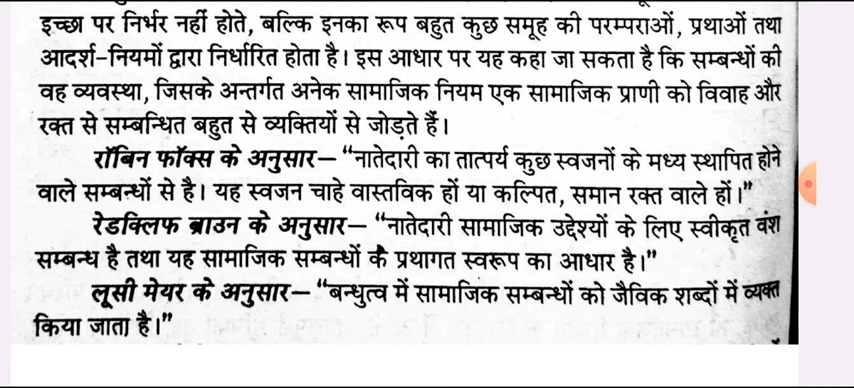 इच्छा पर निर्भर नहीं होते, बल्कि इनका रूप बहुत कुछ समूह की परम्पराओं, प्रथाओं तथा
आदर्श-नियमों द्वारा निर्धारित होता है। इस आधार पर यह कहा जा सकता है कि सम्बन्धों की
वह व्यवस्था, जिसके अन्तर्गत अनेक सामाजिक नियम एक सामाजिक प्राणी को विवाह और
रक्त से सम्बन्धित बहुत से व्यक्तियों से जोड़ते हैं।
रॉबिन फॉक्स के अनुसार— “नातेदारी का तात्पर्य कुछ स्वजनों के मध्य स्थापित होने
वाले सम्बन्धों से है। यह स्वजन चाहे वास्तविक हों या कल्पित, समान रक्त वाले हों।”
रेडक्लिफ ब्राउन के अनुसार— “नातेदारी सामाजिक उद्देश्यों के लिए स्वीकृत वंश
सम्बन्ध है तथा यह सामाजिक सम्बन्धों के प्रथागत स्वरूप का आधार है।”
लूसी मेयर के अनुसार— “बन्धुत्व में सामाजिक सम्बन्धों को जैविक शब्दों में व्यक्त
किया जाता है।”